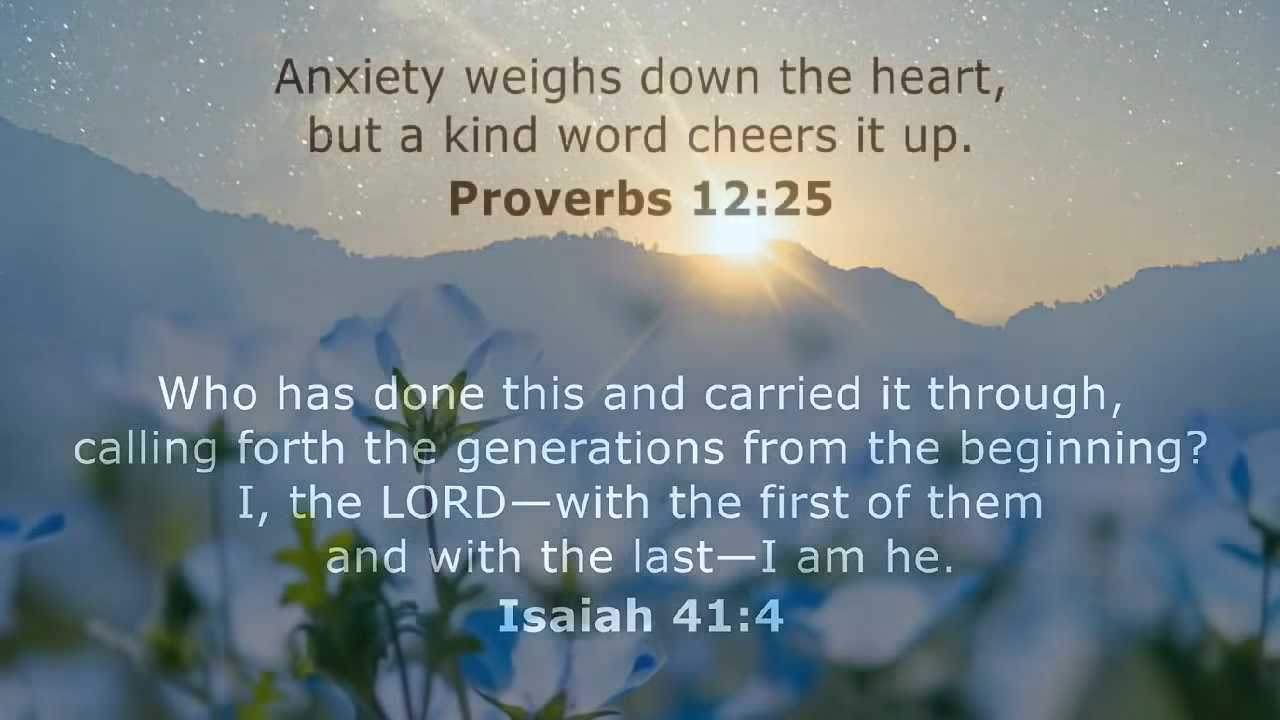 Anxiety weighs down the heart,
but a kind word cheers it up.
Proverbs 12:25
Who has done this and carried it through,
calling forth the generations from the beginning?
I, the LORD—with the first of them
and with the last—I am he.
Isaiah 41:4